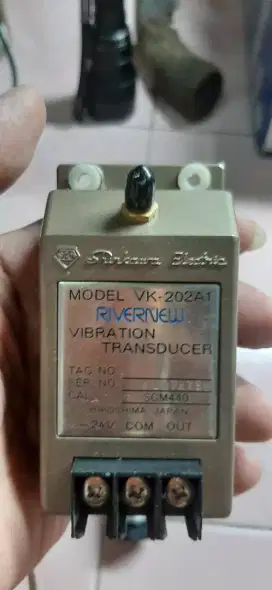 Shinkawa Electric
MODEL VK-202A1
RIVERNEW
VIBRATION
TRANSDUCER
TAG NO
SER NO
CAL SCM440
HIROSHIMA JAPAN
-24V COM OUT